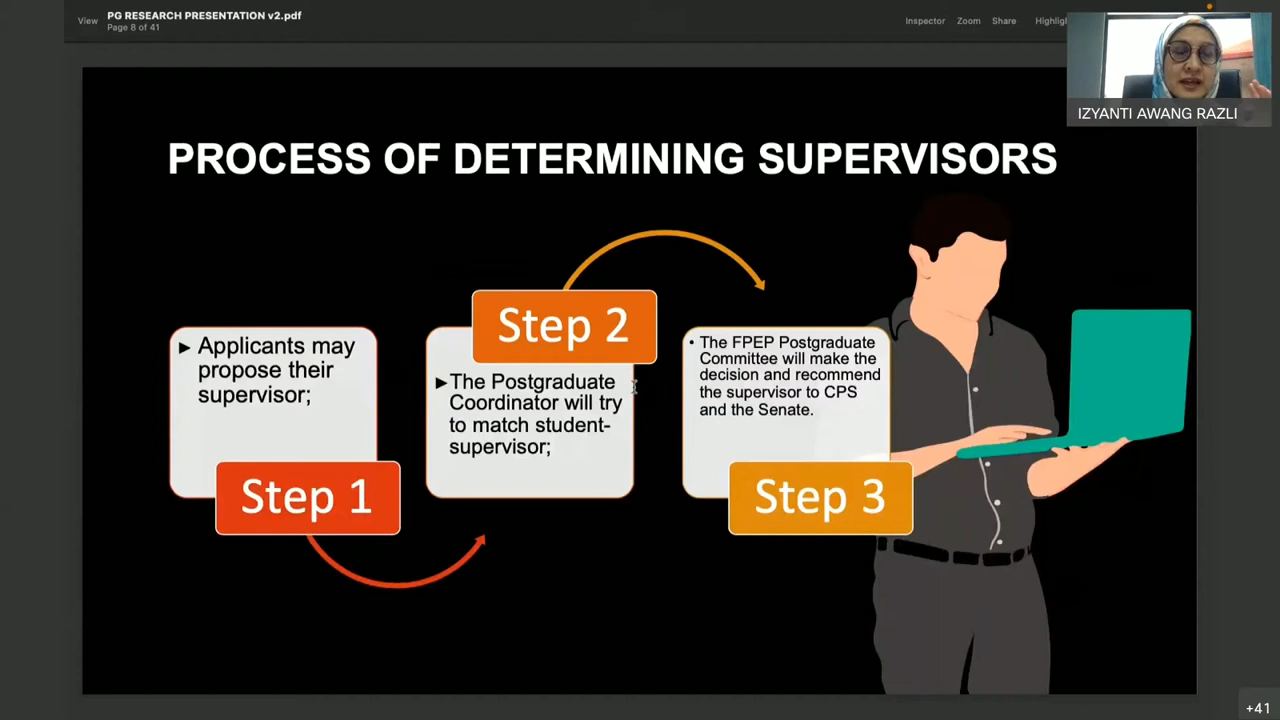 View
PG RESEARCH PRESENTATION v2.pdf
Page 8 of 41
Inspector
Zoom
Share
Highligh
IZYANTI AWANG RAZLI
PROCESS OF DETERMINING SUPERVISORS
► Applicants may
propose their
supervisor;
Step 1
Step 2
►The Postgraduate
Coordinator will try
to match student-
supervisor;
• The FPEP Postgraduate
Committee will make the
decision and recommend
the supervisor to CPS
and the Senate.
Step 3
+41